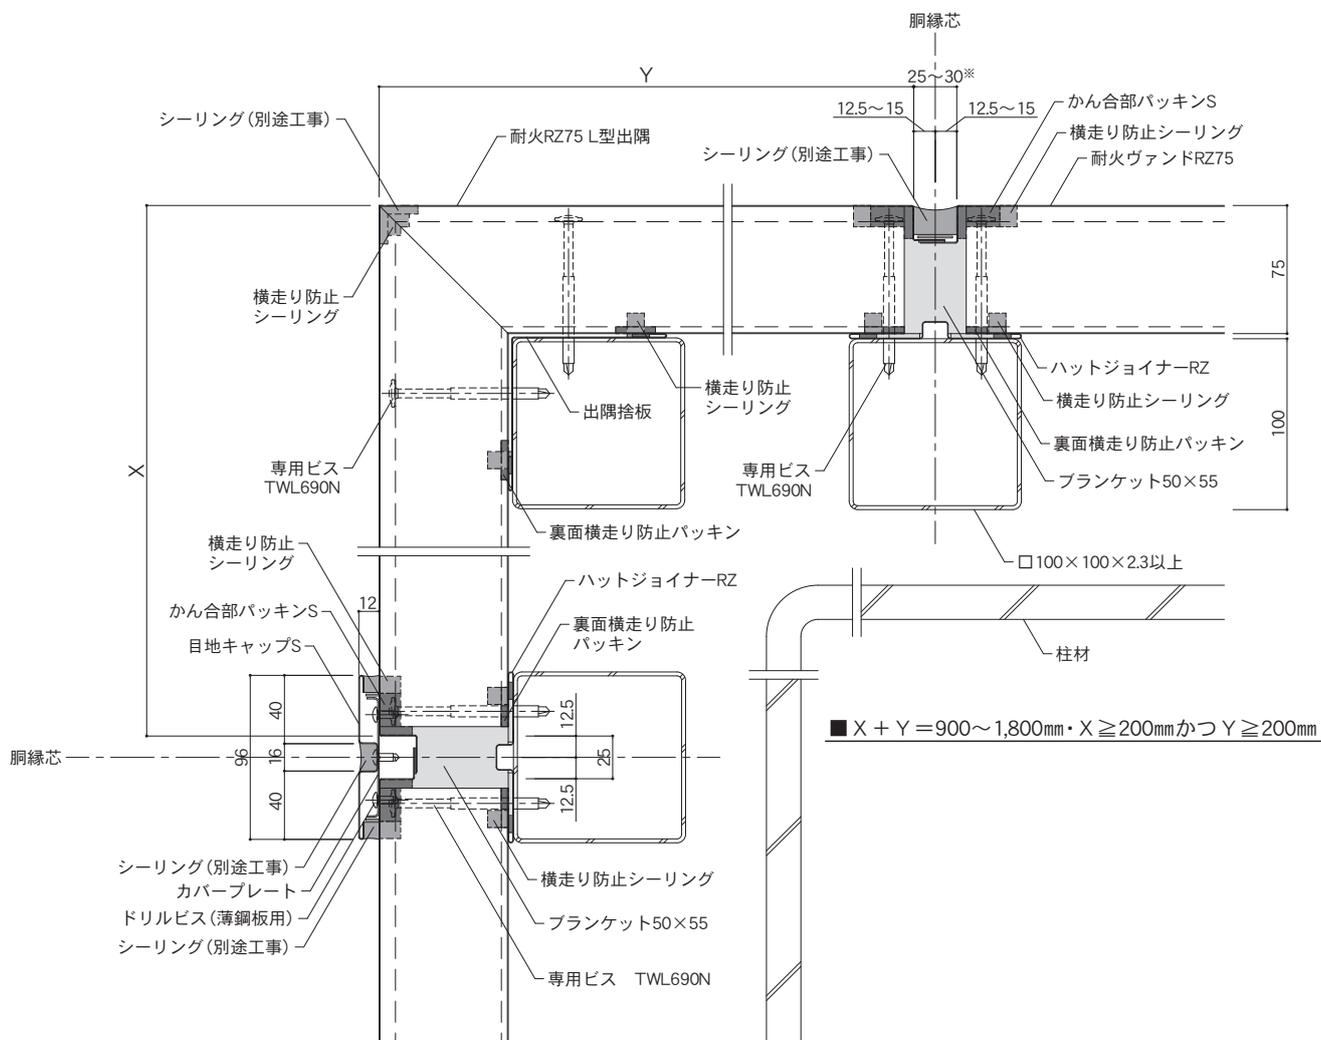 胴縁芯
Y
25～30※
12.5～15
12.5～15
かん合部パッキンS
シーリング（別途工事）
耐火RZ75 L型出隅
横走り防止シーリング
シーリング（別途工事）
耐火ヴァンドRZ75
75
横走り防止
シーリング
横走り防止
シーリング
ハットジョイナーRZ
出隅捨板
横走り防止シーリング
100
X
裏面横走り防止パッキン
専用ビス
TWL690N
専用ビス
TWL690N
ブランケット50×55
裏面横走り防止パッキン
横走り防止
シーリング
□100×100×2.3以上
ハットジョイナーRZ
12
かん合部パッキンS
裏面横走り防止
パッキン
目地キャップS
柱材
40
12.5
■ X + Y ＝900～1,800㎜・X ≧200㎜かつ Y ≧200㎜
胴縁芯
96
16
25
40
12.5
シーリング（別途工事）
横走り防止シーリング
カバープレート
ドリルビス（薄鋼板用）
ブランケット50×55
シーリング（別途工事）
専用ビス　TWL690N